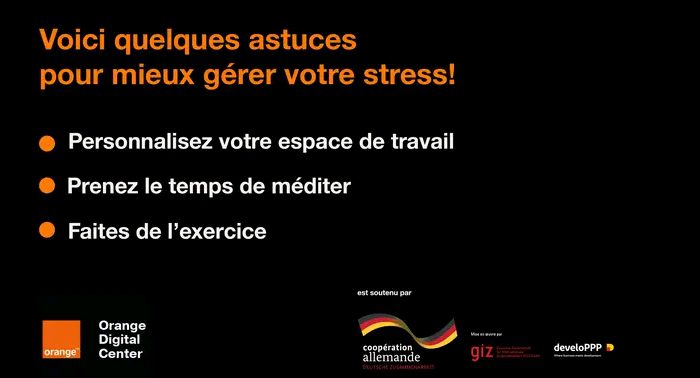 Voici quelques astuces
pour mieux gérer votre stress!
Personnalisez votre espace de travail
Prenez le temps de méditer
Faites de l'exercice
est soutenu par
orange
Orange
Digital
Center
coopération
allemande
DEUTSCHE ZUSAMMENARBEIT
Mise en œuvre par
giz
develoPPP